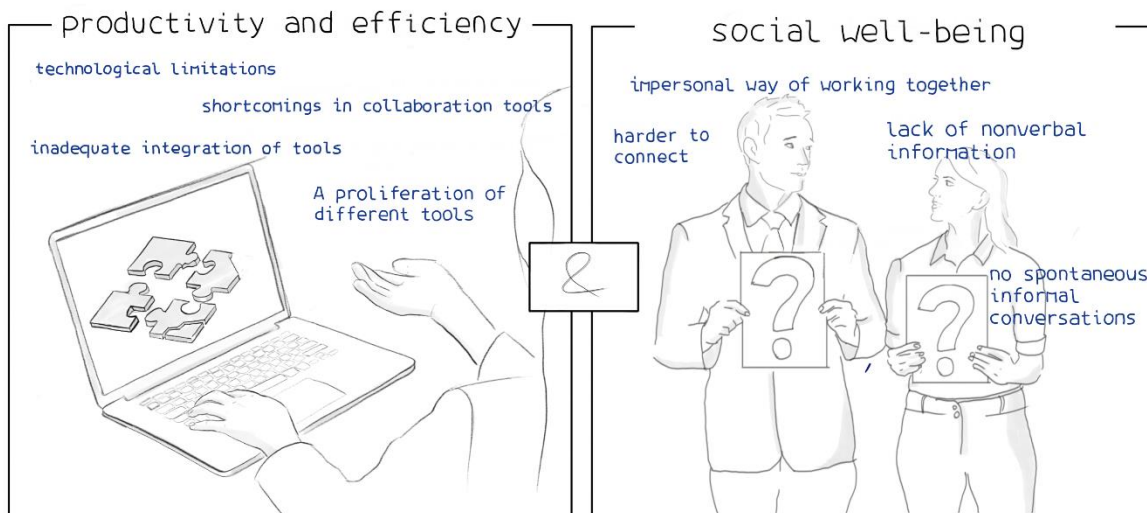 productivity and efficiency
technological limitations
shortcomings in collaboration tools
inadequate integration of tools
A proliferation of
different tools
&
social well-being
impersonal way of working together
harder to
connect
lack of nonverbal
information
?
?
no spontaneous
informal
conversations